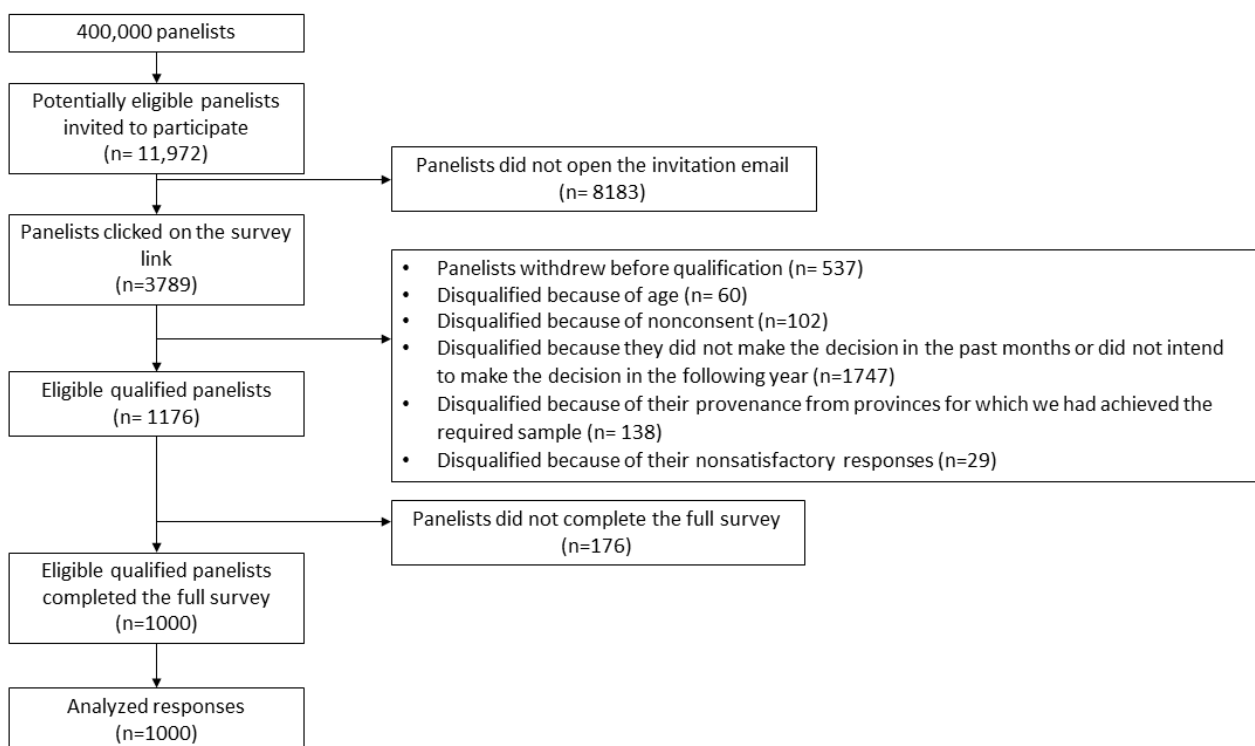 400,000 panelists
Potentially eligible panelists
invited to participate
(n= 11,972)
Panelists did not open the invitation email
(n= 8183)
Panelists clicked on the survey
link
(n=3789)
• Panelists withdrew before qualification (n= 537)
• Disqualified because of age (n= 60)
• Disqualified because of nonconsent (n=102)
• Disqualified because they did not make the decision in the past months or did not intend
to make the decision in the following year (n=1747)
• Disqualified because of their provenance from provinces for which we had achieved the
required sample (n= 138)
• Disqualified because of their nonsatisfactory responses (n=29)
Eligible qualified panelists
(n= 1176)
Panelists did not complete the full survey
(n=176)
Eligible qualified panelists
completed the full survey
(n=1000)
Analyzed responses
(n=1000)